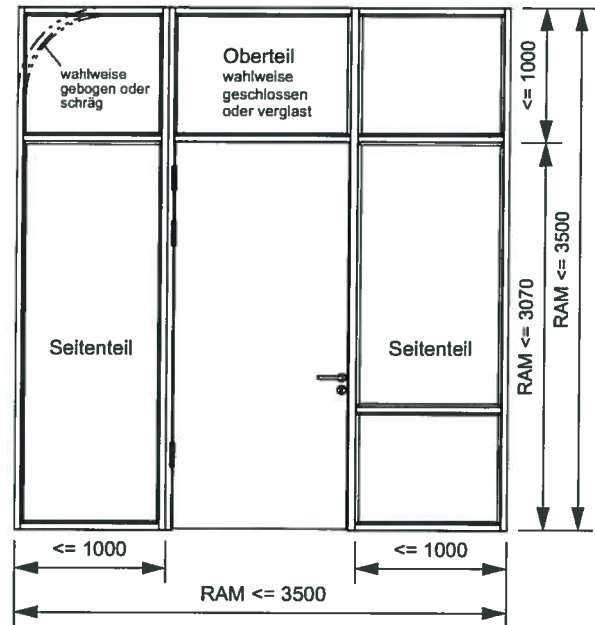 wahlweise
gebogen oder
schräg
Oberteil
wahlweise
geschlossen
oder verglast
<= 1000
Seitenteil
Seitenteil
RAM <= 3070
RAM <= 3500
<= 1000
<= 1000
RAM <= 3500